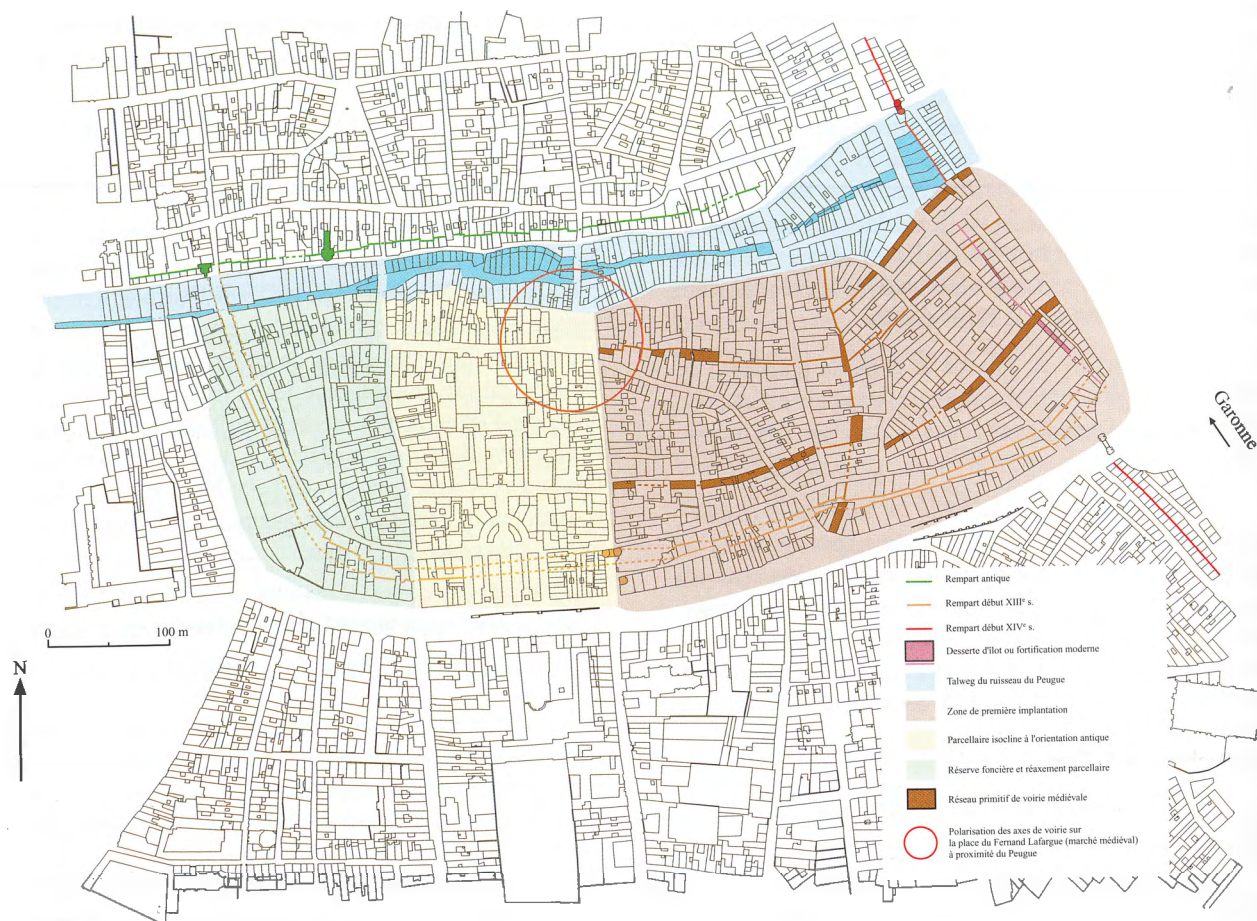 Garonne
0
100 m
N
Rempart antique
Rempart début XIIIᵉ s.
Rempart début XIVᵉ s.
Desserte d'îlot ou fortification moderne
Talweg du ruisseau du Peugue
Zone de première implantation
Parcellaire isocline à l'orientation antique
Réserve foncière et réaxement parcellaire
Réseau primitif de voirie médiévale
Polarisation des axes de voirie sur
la place du Fernand Lafargue (marché médiéval)
à proximité du Peugue